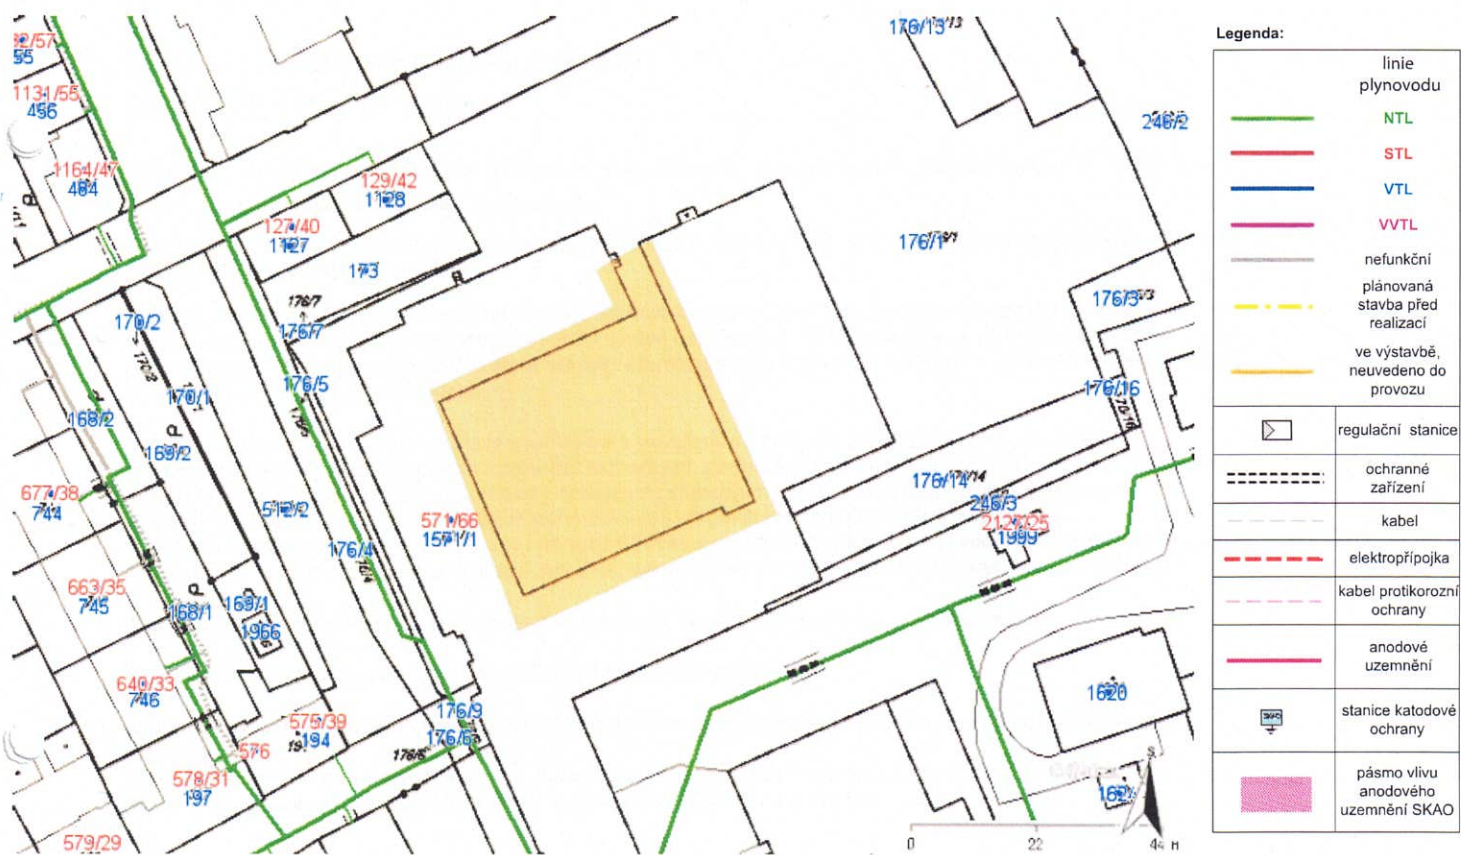 Legenda:
linie
plynovodu
NTL
STL
VTL
VVTL
nefunkční
plánovaná
stavba před
realizací
ve výstavbě,
neuvedeno do
provozu
regulační stanice
ochranné
zařízení
kabel
elektropřípojka
kabel protikorozní
ochrany
anodové
uzemnění
stanice katodové
ochrany
pásmo vlivu
anodového
uzemnění SKAO
176/13
246/2
1131/55
456
1164/47
484
129/42
1128
127/40
1127
173
176/7
176/7
176/1
176/3
170/2
170/2
176/5
170/1
176/16
168/2
169/2
677/38
744
512/2
176/14
246/3
2127/25
1999
571/66
1571/1
176/4
663/35
745
168/1
169/1
1966
640/33
746
575/39
194
576
176/9
176/6
176/6
1620
578/31
197
579/29
S
0
22
44 м